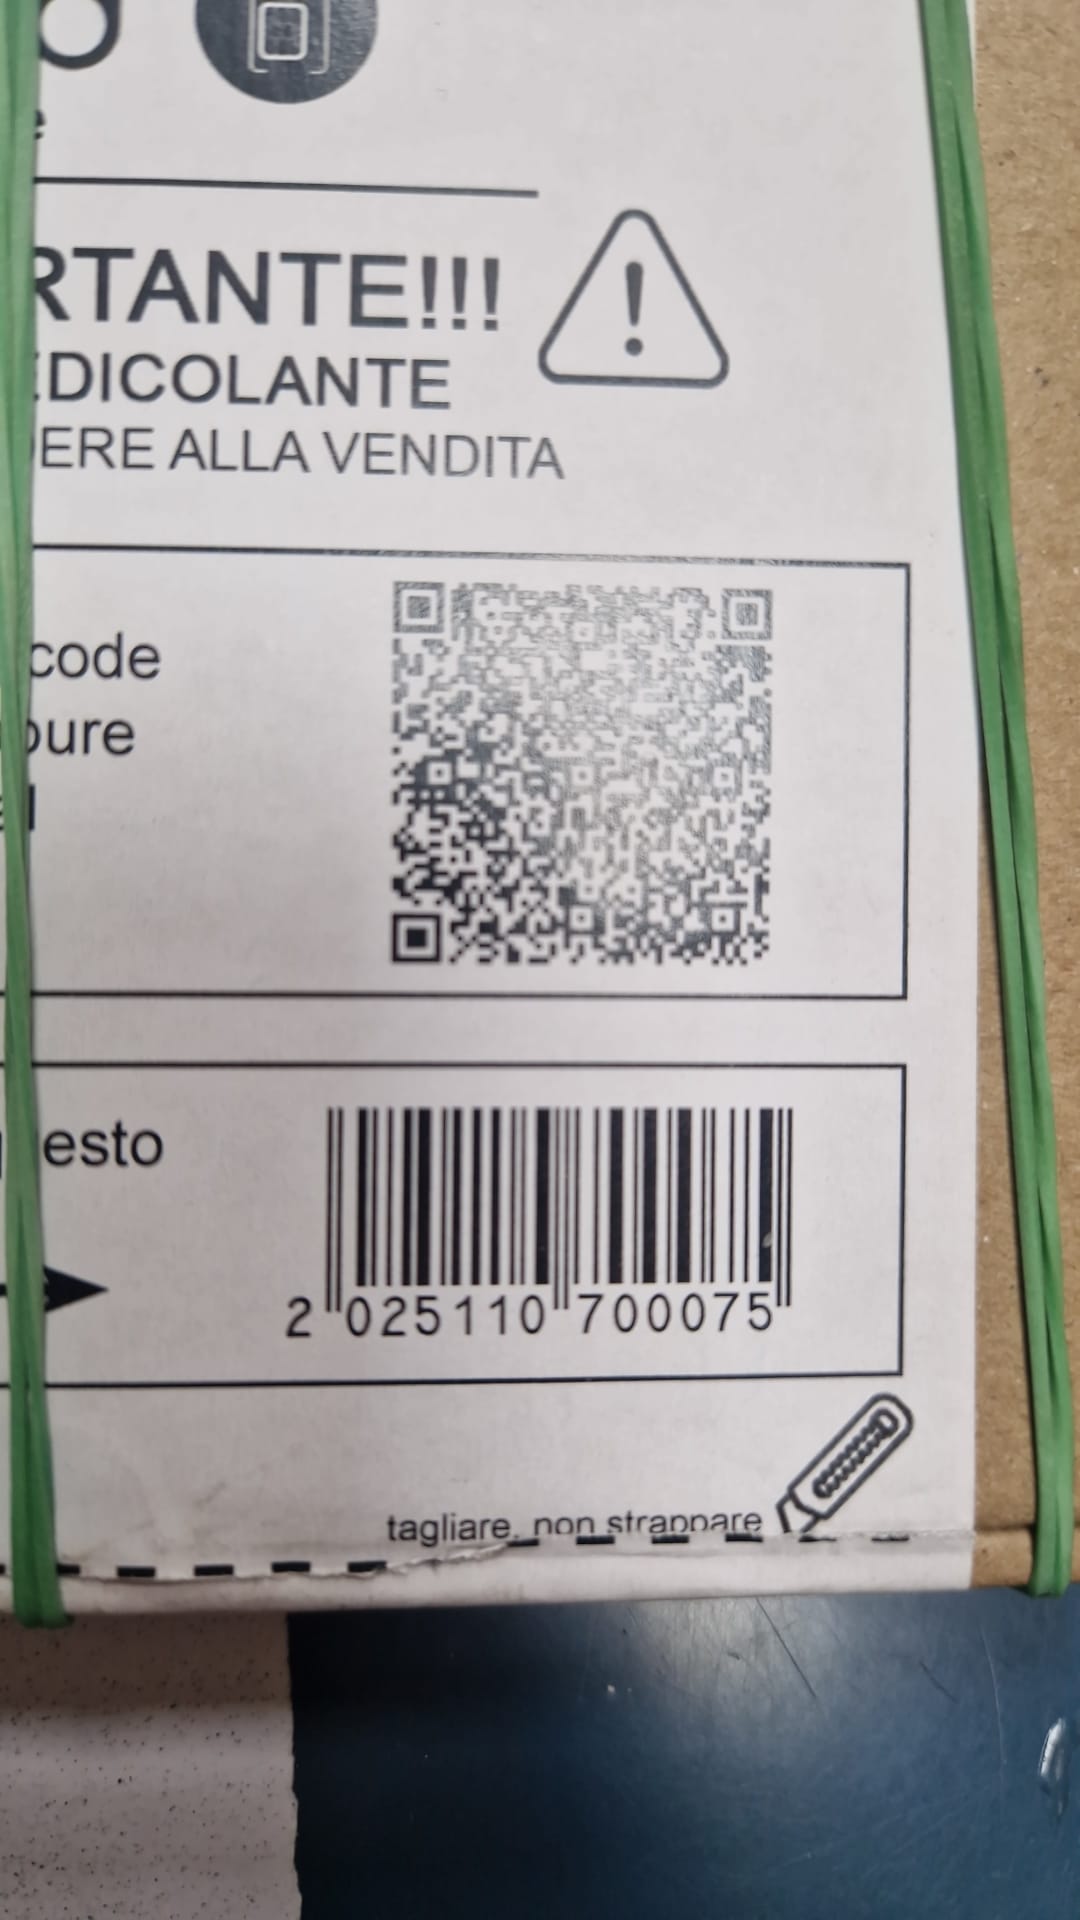 RTANTE!!!
EDICOLANTE
DERE ALLA VENDITA
code
pure
esto
2 025110 700075
tagliare, non strappare